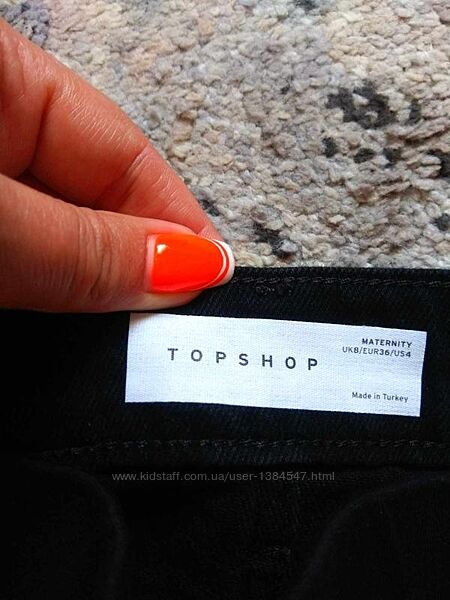 MATERNITY
UK8/EUR36/US4
TOPSHOP
Made in Turkey
www.kidstaff.com.ua/user-1384547.html